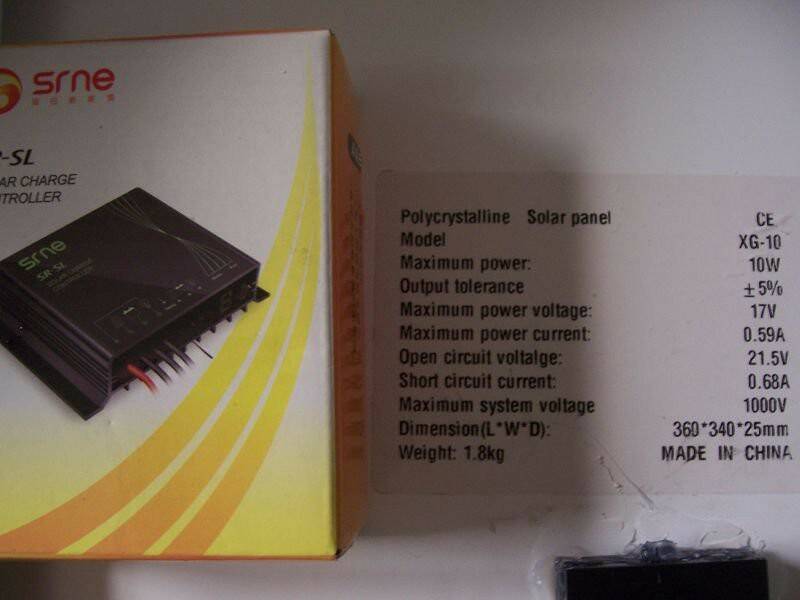 srne
R-SL
AR CHARGE
NTROLLER
srne
SR-SL
Polycrystalline Solar panel CE
Model XG-10
Maximum power: 10W
Output tolerance ±5%
Maximum power voltage: 17V
Maximum power current: 0.59A
Open circuit voltalge: 21.5V
Short circuit current: 0.68A
Maximum system voltage 1000V
Dimension(L*W*D): 360*340*25mm
Weight: 1.8kg MADE IN CHINA